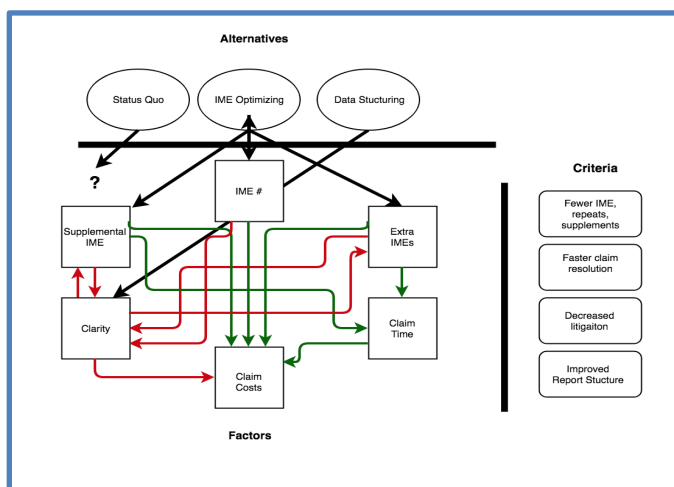 Alternatives
Status Quo
IME Optimizing
Data Stucturing
?
IME #
Supplemental
IME
Extra
IMEs
Clarity
Claim
Time
Claim
Costs
Factors
Criteria
Fewer IME,
repeats,
supplements
Faster claim
resolution
Decreased
litigaiton
Improved
Report Stucture